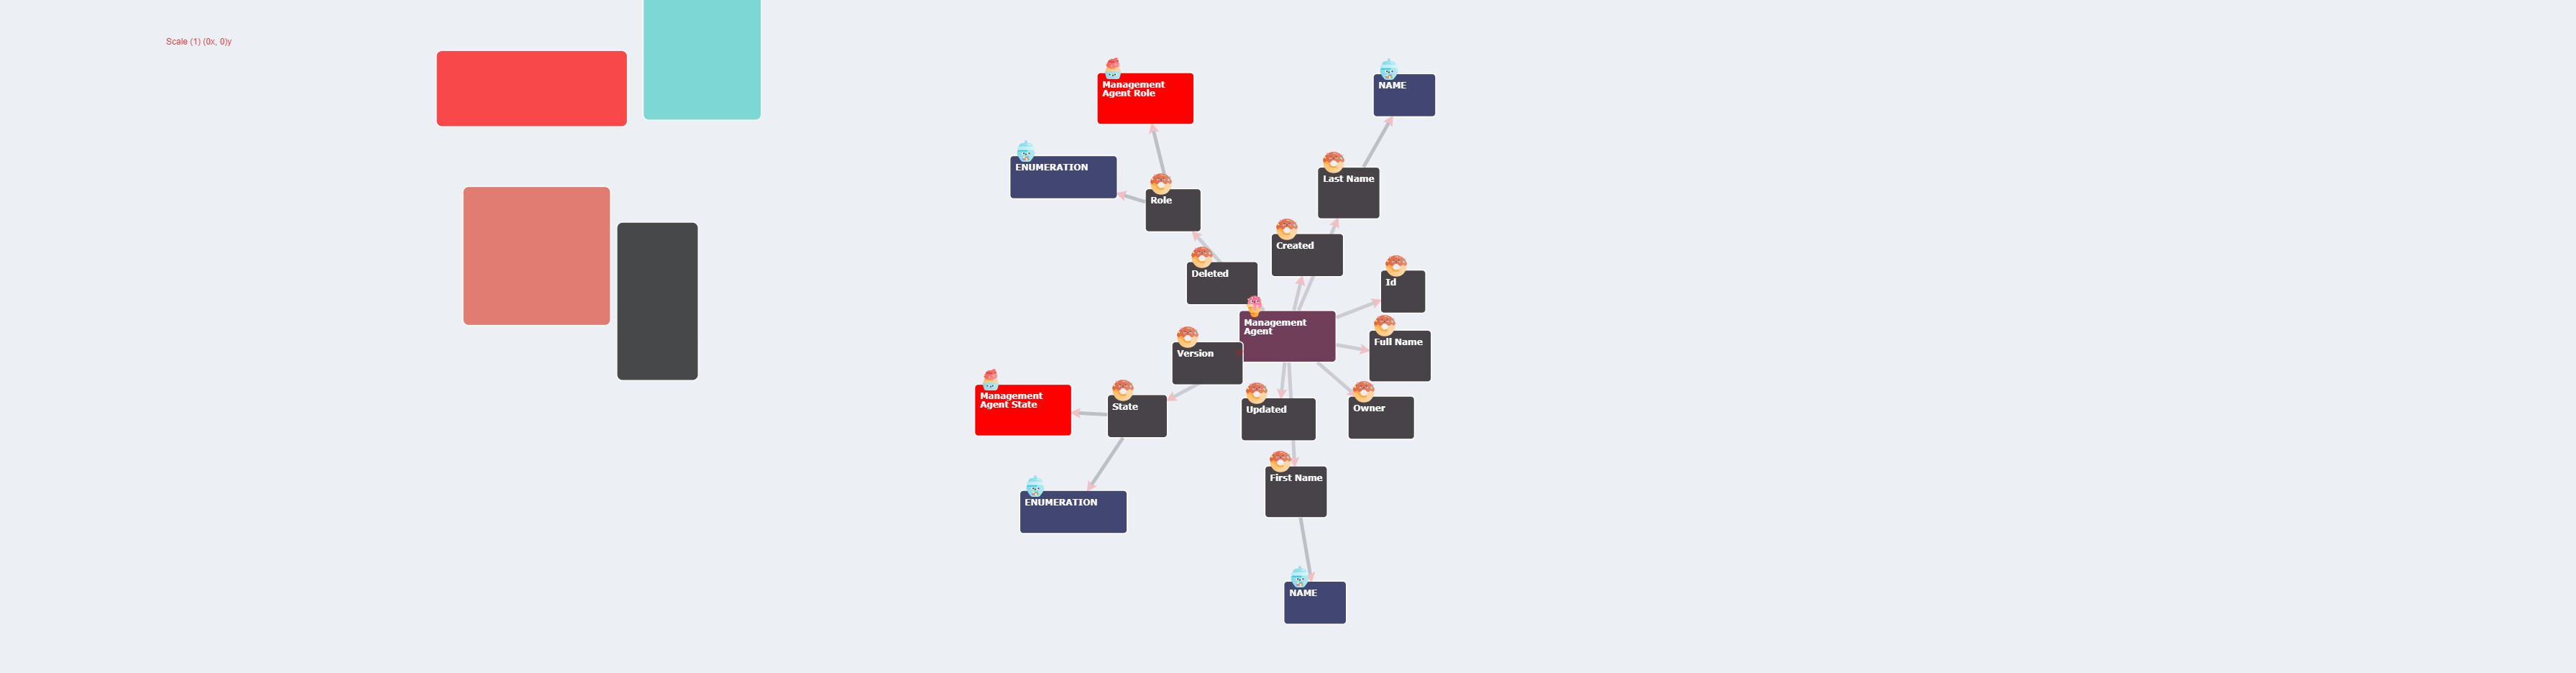 Scale (1) (0x, 0)y
Management
Agent Role
NAME
ENUMERATION
Last Name
Role
Created
Deleted
Id
Management
Agent
Full Name
Version
Management
Agent State
State
Updated
Owner
First Name
ENUMERATION
NAME